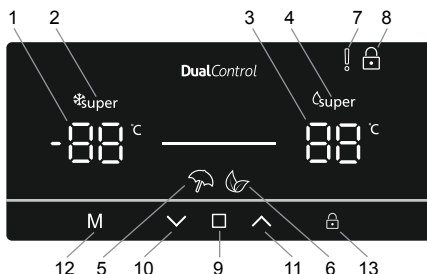 1 2 3 4 7 8
DualControl
super super
-88 °C 88 °C
M
12 5 10 9 11 6 13